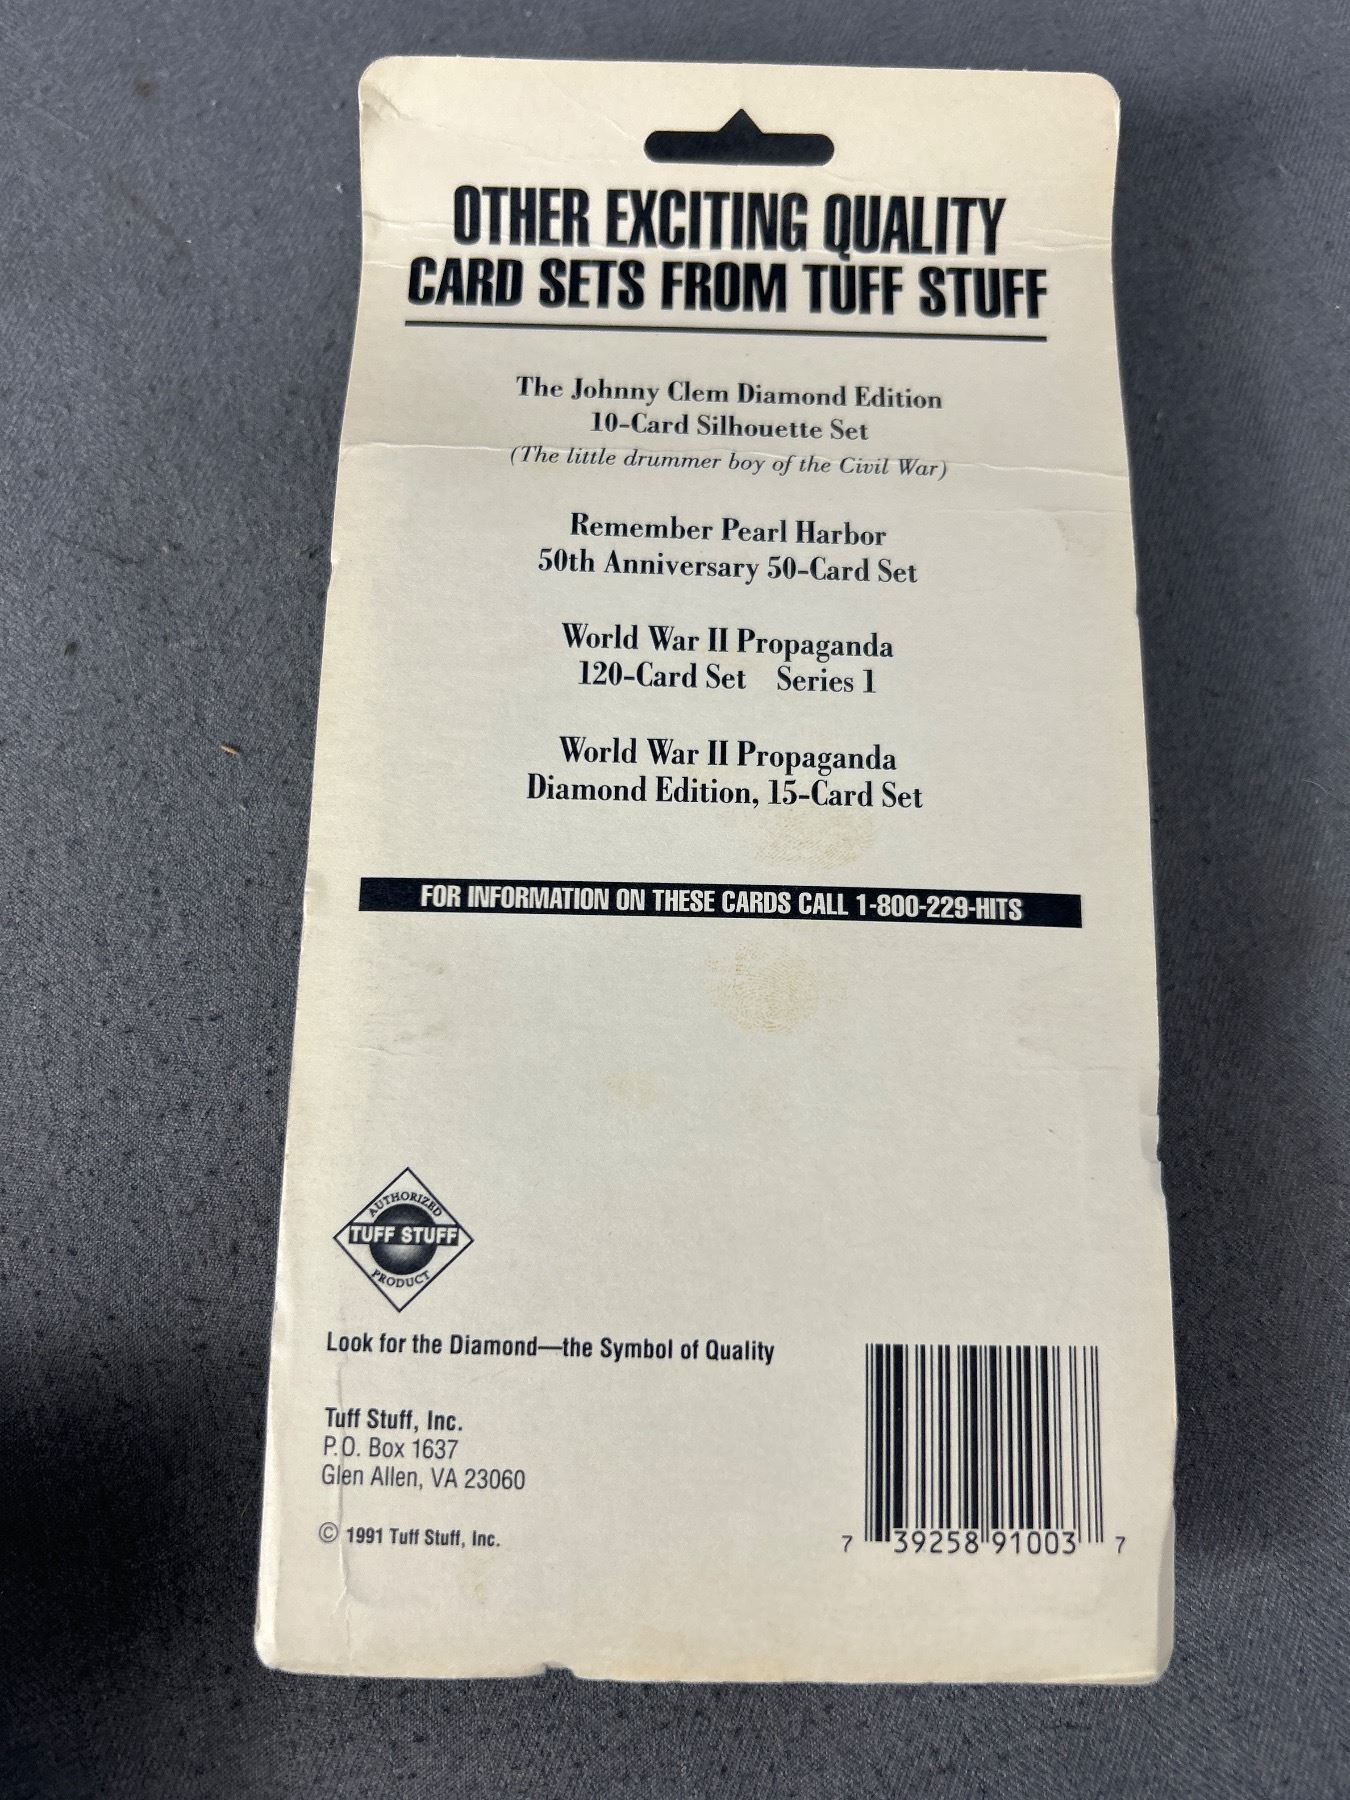 OTHER EXCITING QUALITY
CARD SETS FROM TUFF STUFF
The Johnny Clem Diamond Edition
10-Card Silhouette Set
(The little drummer boy of the Civil War)
Remember Pearl Harbor
50th Anniversary 50-Card Set
World War II Propaganda
120-Card Set Series 1
World War II Propaganda
Diamond Edition, 15-Card Set
FOR INFORMATION ON THESE CARDS CALL 1-800-229-HITS
AUTHORIZED
TUFF STUFF
PRODUCT
Look for the Diamond—the Symbol of Quality
Tuff Stuff, Inc.
P.O. Box 1637
Glen Allen, VA 23060
© 1991 Tuff Stuff, Inc.
7 39258 91003 7